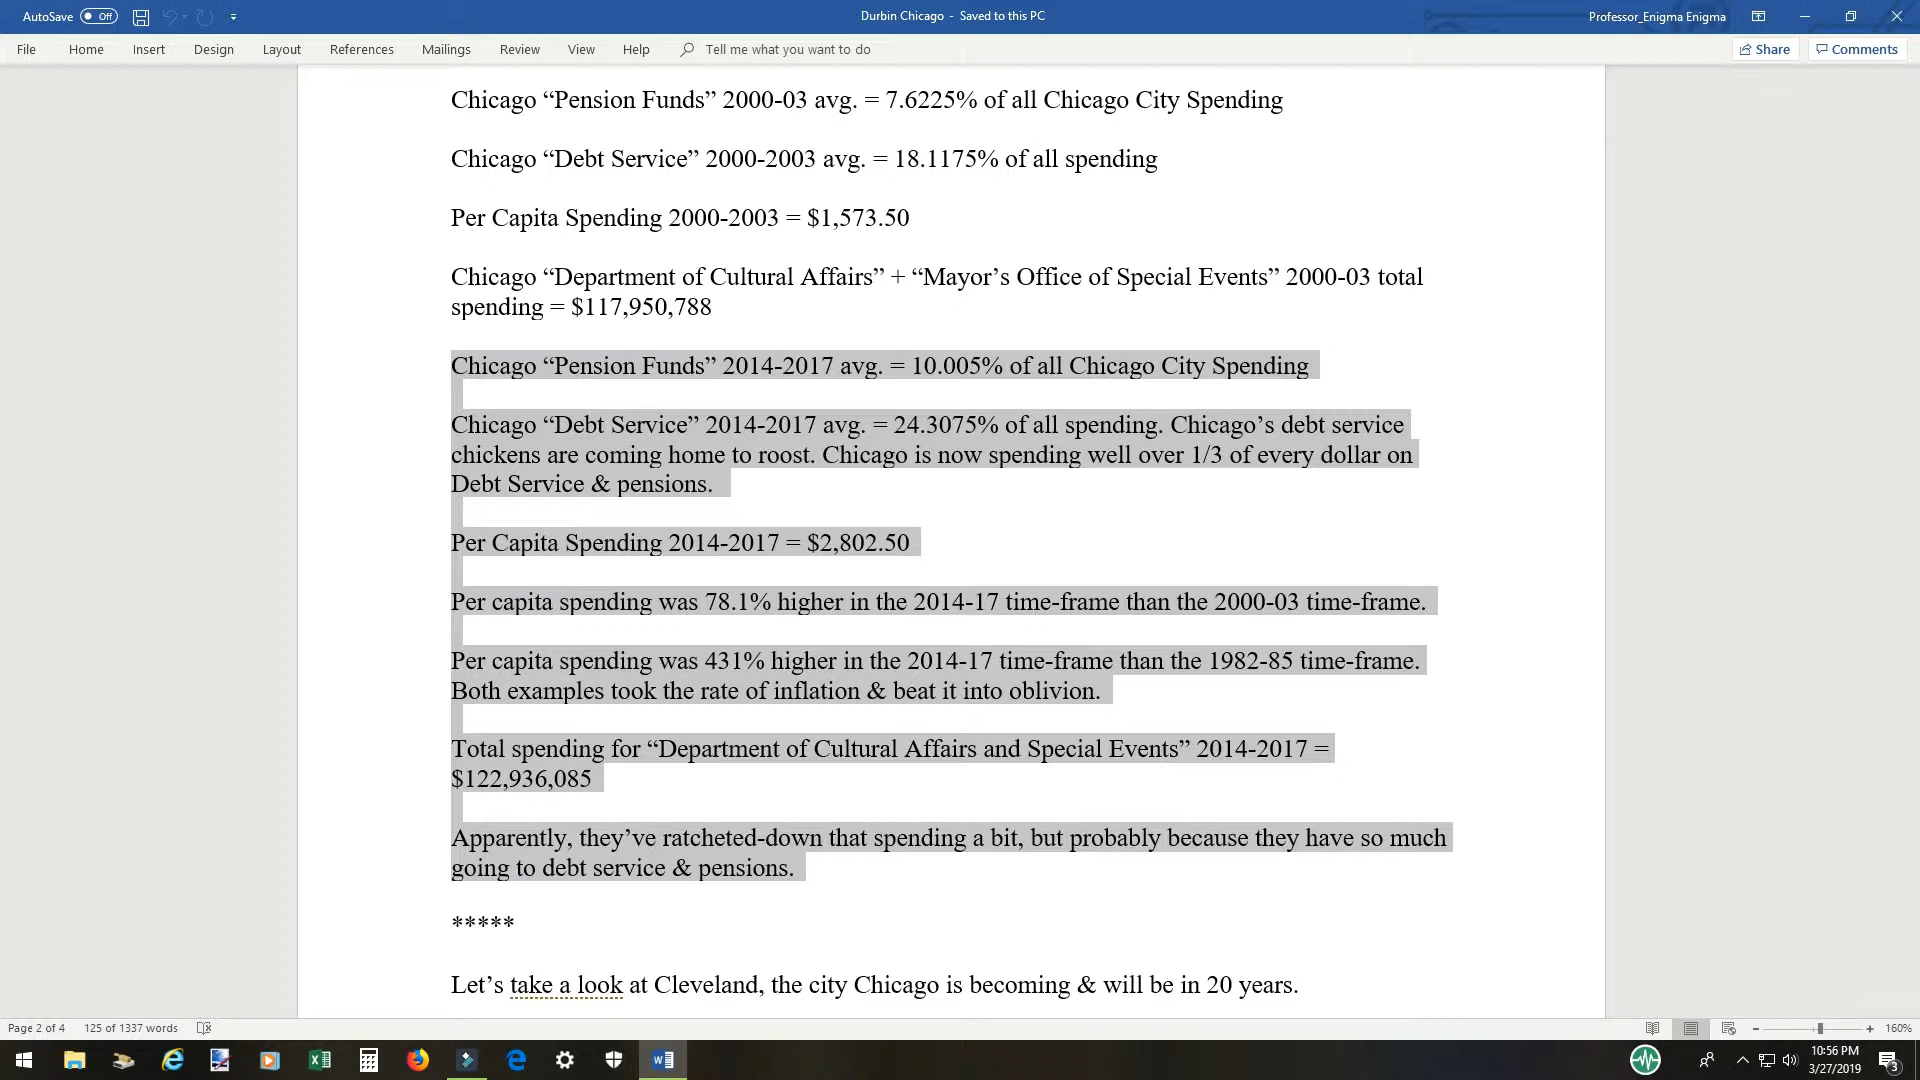 AutoSave Off Durbin Chicago - Saved to this PC Professor_Enigma Enigma
File Home Insert Design Layout References Mailings Review View Help Tell me what you want to do Share Comments
Chicago “Pension Funds” 2000-03 avg. = 7.6225% of all Chicago City Spending
Chicago “Debt Service” 2000-2003 avg. = 18.1175% of all spending
Per Capita Spending 2000-2003 = $1,573.50
Chicago “Department of Cultural Affairs” + “Mayor’s Office of Special Events” 2000-03 total
spending = $117,950,788
Chicago “Pension Funds” 2014-2017 avg. = 10.005% of all Chicago City Spending
Chicago “Debt Service” 2014-2017 avg. = 24.3075% of all spending. Chicago’s debt service
chickens are coming home to roost. Chicago is now spending well over 1/3 of every dollar on
Debt Service & pensions.
Per Capita Spending 2014-2017 = $2,802.50
Per capita spending was 78.1% higher in the 2014-17 time-frame than the 2000-03 time-frame.
Per capita spending was 431% higher in the 2014-17 time-frame than the 1982-85 time-frame.
Both examples took the rate of inflation & beat it into oblivion.
Total spending for “Department of Cultural Affairs and Special Events” 2014-2017 =
$122,936,085
Apparently, they’ve ratcheted-down that spending a bit, but probably because they have so much
going to debt service & pensions.
*****
Let’s take a look at Cleveland, the city Chicago is becoming & will be in 20 years.
Page 2 of 4 125 of 1337 words 160%
10:56 PM
3/27/2019 3